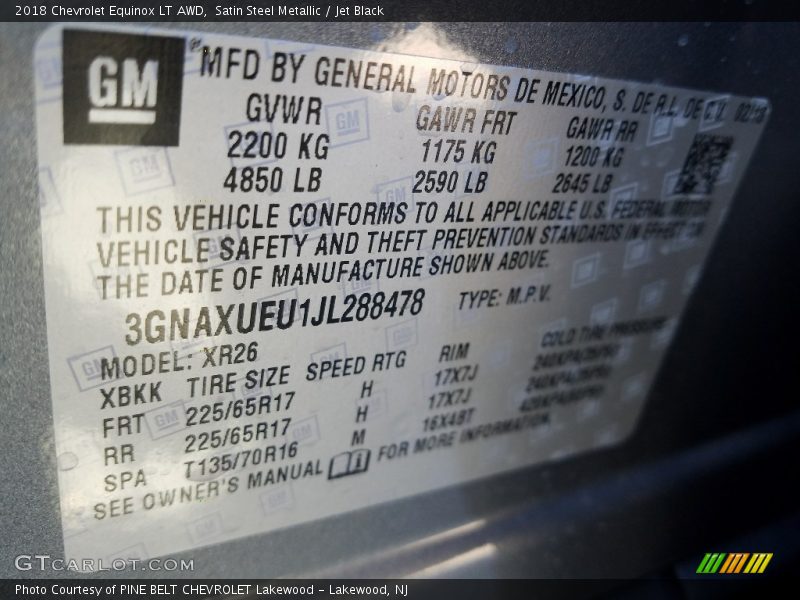 2018 Chevrolet Equinox LT AWD,  Satin Steel Metallic / Jet Black
GM® MFD BY GENERAL MOTORS DE MEXICO, S. DE R.L. DE C.V. 02/18
GVWR GAWR FRT GAWR RR
2200 KG 1175 KG 1200 KG
4850 LB 2590 LB 2645 LB
THIS VEHICLE CONFORMS TO ALL APPLICABLE U.S. FEDERAL MOTOR
VEHICLE SAFETY AND THEFT PREVENTION STANDARDS IN EFFECT ON
THE DATE OF MANUFACTURE SHOWN ABOVE.
3GNAXUEU1JL288478 TYPE: M.P.V.
MODEL: XR26
XBKK TIRE SIZE SPEED RTG RIM COLD TIRE PRESSURE
FRT 225/65R17 H 17X7J
RR 225/65R17 H 17X7J
SPA T135/70R16 M 16X4BT
SEE OWNER'S MANUAL FOR MORE INFORMATION.
GTCARLOT.COM
Photo Courtesy of PINE BELT CHEVROLET Lakewood - Lakewood, NJ